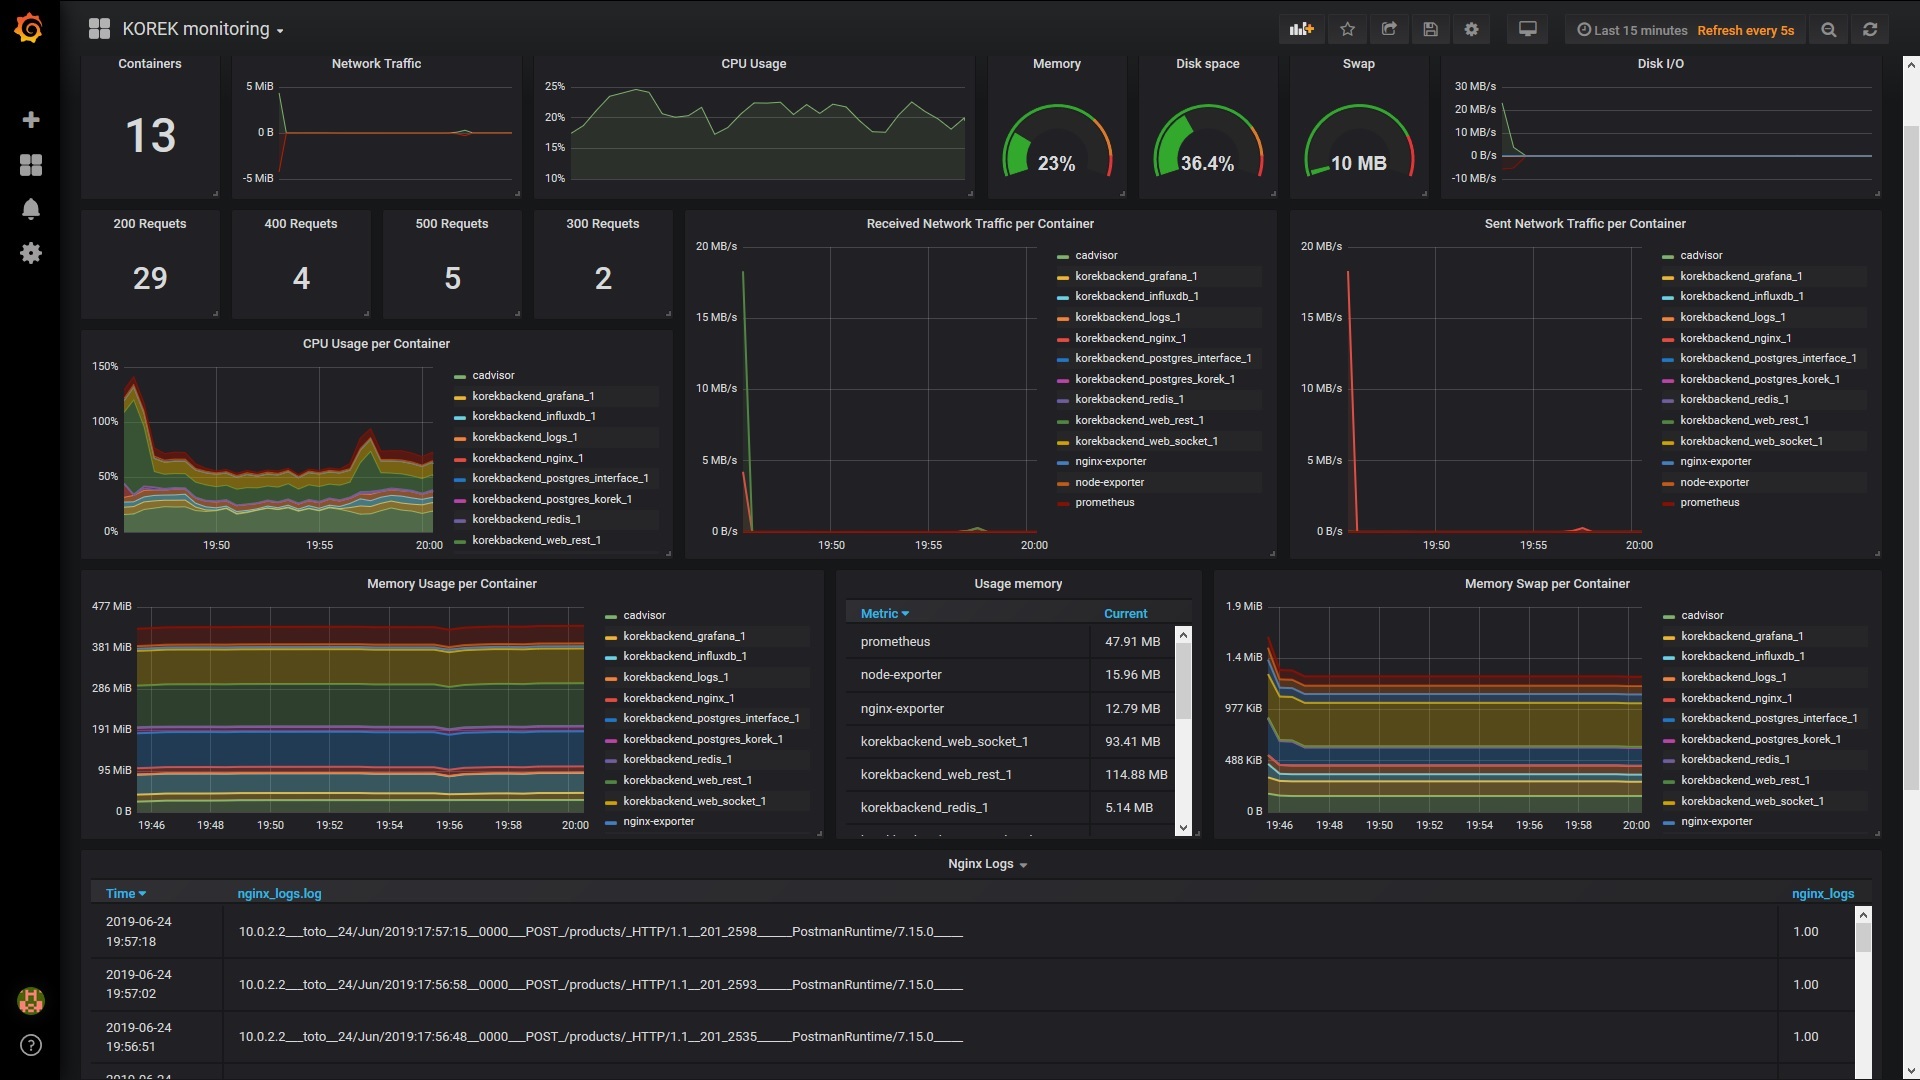 KOREK monitoring
Last 15 minutes Refresh every 5s
Containers
13
Network Traffic
5 MiB
0 B
-5 MiB
CPU Usage
25%
20%
15%
10%
Memory
23%
Disk space
36.4%
Swap
10 MB
Disk I/O
30 MB/s
20 MB/s
10 MB/s
0 B/s
-10 MB/s
200 Requets
29
400 Requets
4
500 Requets
5
300 Requets
2
Received Network Traffic per Container
20 MB/s
15 MB/s
10 MB/s
5 MB/s
0 B/s
19:50 19:55 20:00
cadvisor
korekbackend_grafana_1
korekbackend_influxdb_1
korekbackend_logs_1
korekbackend_nginx_1
korekbackend_postgres_interface_1
korekbackend_postgres_korek_1
korekbackend_redis_1
korekbackend_web_rest_1
korekbackend_web_socket_1
nginx-exporter
node-exporter
prometheus
Sent Network Traffic per Container
20 MB/s
15 MB/s
10 MB/s
5 MB/s
0 B/s
19:50 19:55 20:00
cadvisor
korekbackend_grafana_1
korekbackend_influxdb_1
korekbackend_logs_1
korekbackend_nginx_1
korekbackend_postgres_interface_1
korekbackend_postgres_korek_1
korekbackend_redis_1
korekbackend_web_rest_1
korekbackend_web_socket_1
nginx-exporter
node-exporter
prometheus
CPU Usage per Container
150%
100%
50%
0%
19:50 19:55 20:00
cadvisor
korekbackend_grafana_1
korekbackend_influxdb_1
korekbackend_logs_1
korekbackend_nginx_1
korekbackend_postgres_interface_1
korekbackend_postgres_korek_1
korekbackend_redis_1
korekbackend_web_rest_1
Memory Usage per Container
477 MiB
381 MiB
286 MiB
191 MiB
95 MiB
0 B
19:46 19:48 19:50 19:52 19:54 19:56 19:58 20:00
cadvisor
korekbackend_grafana_1
korekbackend_influxdb_1
korekbackend_logs_1
korekbackend_nginx_1
korekbackend_postgres_interface_1
korekbackend_postgres_korek_1
korekbackend_redis_1
korekbackend_web_rest_1
korekbackend_web_socket_1
nginx-exporter
Usage memory
Metric Current
prometheus 47.91 MB
node-exporter 15.96 MB
nginx-exporter 12.79 MB
korekbackend_web_socket_1 93.41 MB
korekbackend_web_rest_1 114.88 MB
korekbackend_redis_1 5.14 MB
Memory Swap per Container
1.9 MiB
1.4 MiB
977 KiB
488 KiB
0 B
19:46 19:48 19:50 19:52 19:54 19:56 19:58 20:00
cadvisor
korekbackend_grafana_1
korekbackend_influxdb_1
korekbackend_logs_1
korekbackend_nginx_1
korekbackend_postgres_interface_1
korekbackend_postgres_korek_1
korekbackend_redis_1
korekbackend_web_rest_1
korekbackend_web_socket_1
nginx-exporter
Nginx Logs
Time nginx_logs.log nginx_logs
2019-06-24
19:57:18
10.0.2.2___toto__24/Jun/2019:17:57:15__0000___POST_/products/_HTTP/1.1__201_2598______PostmanRuntime/7.15.0_____
1.00
2019-06-24
19:57:02
10.0.2.2___toto__24/Jun/2019:17:56:58__0000___POST_/products/_HTTP/1.1__201_2593______PostmanRuntime/7.15.0_____
1.00
2019-06-24
19:56:51
10.0.2.2___toto__24/Jun/2019:17:56:48__0000___POST_/products/_HTTP/1.1__201_2535______PostmanRuntime/7.15.0_____
1.00